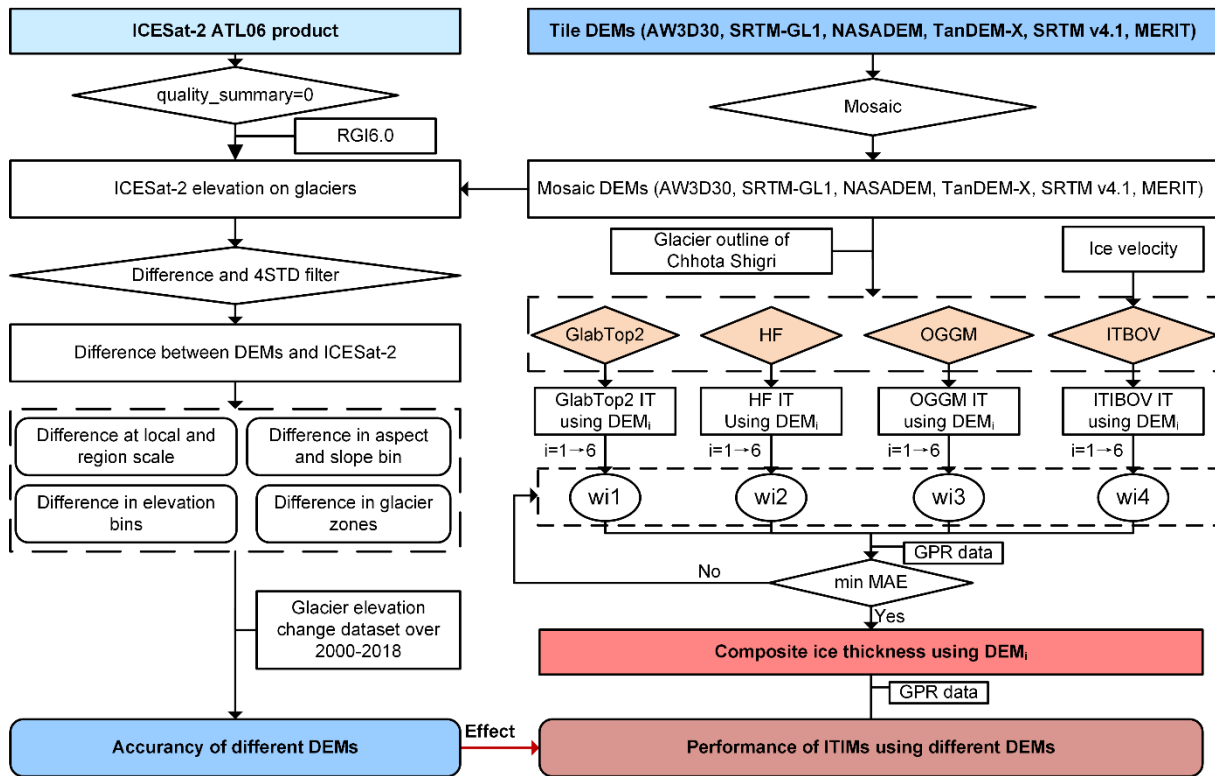 ICESat-2 ATL06 product
quality_summary=0
RGI6.0
ICESat-2 elevation on glaciers
Difference and 4STD filter
Difference between DEMs and ICESat-2
Difference at local and
region scale
Difference in aspect
and slope bin
Difference in elevation
bins
Difference in glacier
zones
Glacier elevation
change dataset over
2000-2018
Accurancy of different DEMs
Effect
Tile DEMs (AW3D30, SRTM-GL1, NASADEM, TanDEM-X, SRTM v4.1, MERIT)
Mosaic
Mosaic DEMs (AW3D30, SRTM-GL1, NASADEM, TanDEM-X, SRTM v4.1, MERIT)
Glacier outline of
Chhota Shigri
Ice velocity
GlabTop2
HF
OGGM
ITBOV
GlabTop2 IT
using DEMᵢ
HF IT
Using DEMᵢ
OGGM IT
using DEMᵢ
ITIBOV IT
using DEMᵢ
i=1→6
i=1→6
i=1→6
i=1→6
wi1
wi2
wi3
wi4
GPR data
No
min MAE
Yes
Composite ice thickness using DEMᵢ
GPR data
Performance of ITIMs using different DEMs